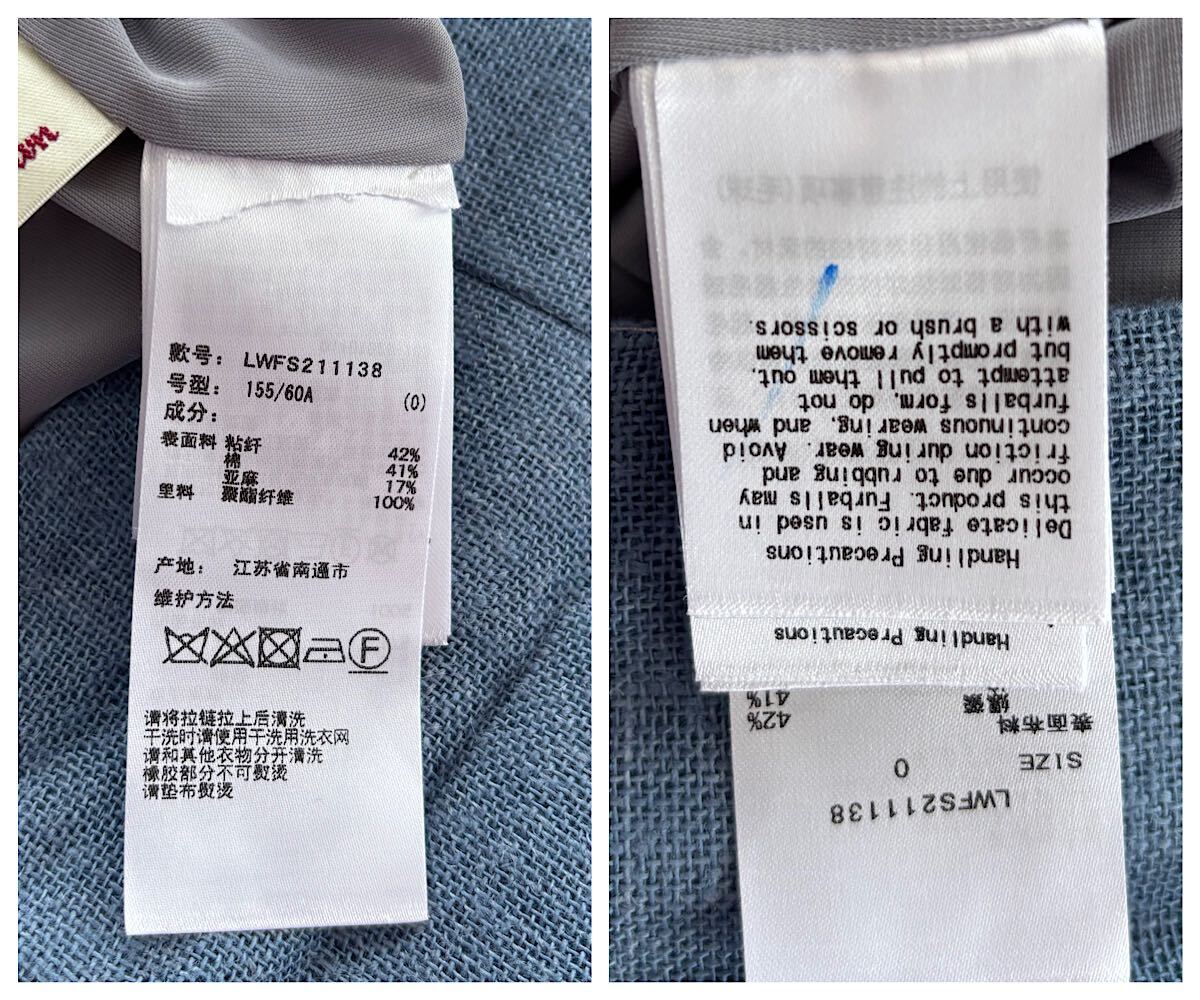 款号: LWFS211138
号型: 155/60A (0)
成分:
表面料 粘纤 42%
棉 41%
亚麻 17%
里料 聚酯纤维 100%
产地: 江苏省南通市
维护方法
F
请将拉链拉上后清洗
干洗时请使用干洗用洗衣网
请和其他衣物分开清洗
橡胶部分不可熨烫
请垫布熨烫
Handling Precautions
Delicate fabric is used in
this product. Furballs may
occur due to rubbing and
friction during wear. Avoid
continuous wearing, and when
furballs form, do not
attempt to pull them out,
but promptly remove them
with a brush or scissors.
Handling Precautions
LWFS211138
SIZE 0
表面布料 嫘縈 42%
41%